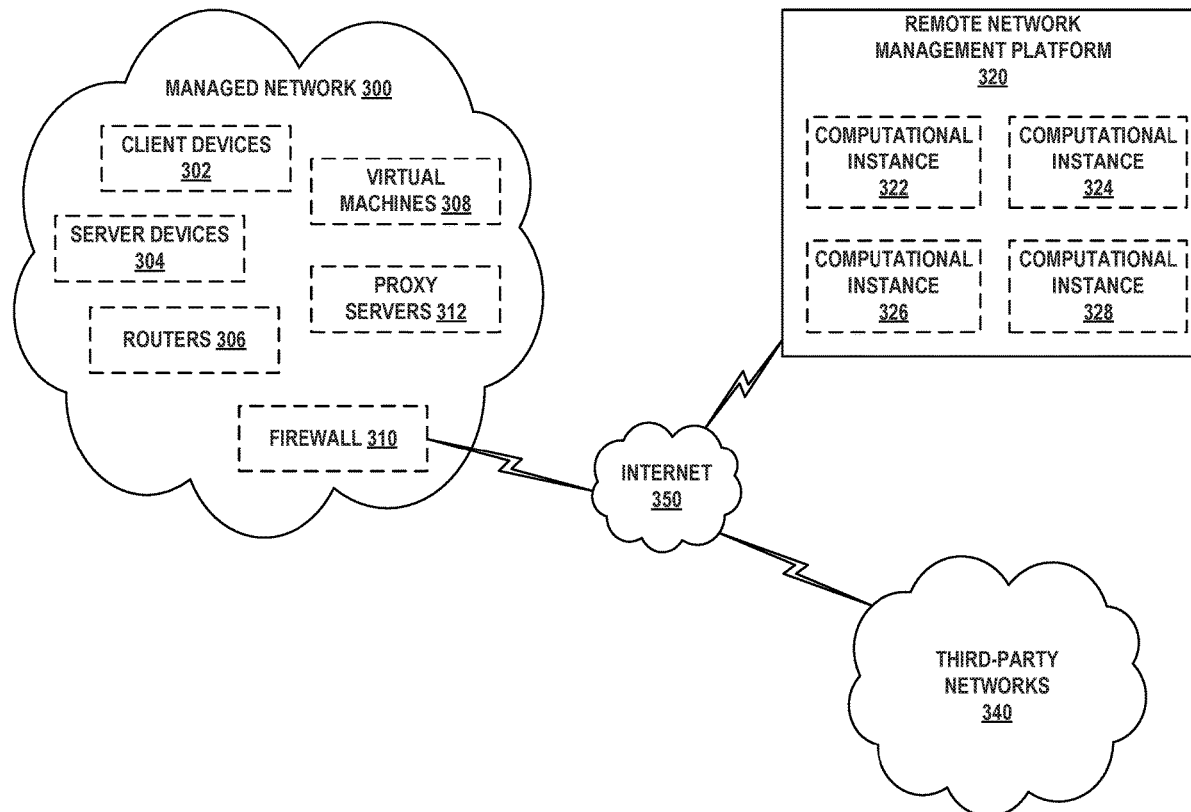 MANAGED NETWORK 300
CLIENT DEVICES
302
VIRTUAL
MACHINES 308
SERVER DEVICES
304
PROXY
SERVERS 312
ROUTERS 306
FIREWALL 310
REMOTE NETWORK
MANAGEMENT PLATFORM
320
COMPUTATIONAL
INSTANCE
322
COMPUTATIONAL
INSTANCE
324
COMPUTATIONAL
INSTANCE
326
COMPUTATIONAL
INSTANCE
328
INTERNET
350
THIRD-PARTY
NETWORKS
340